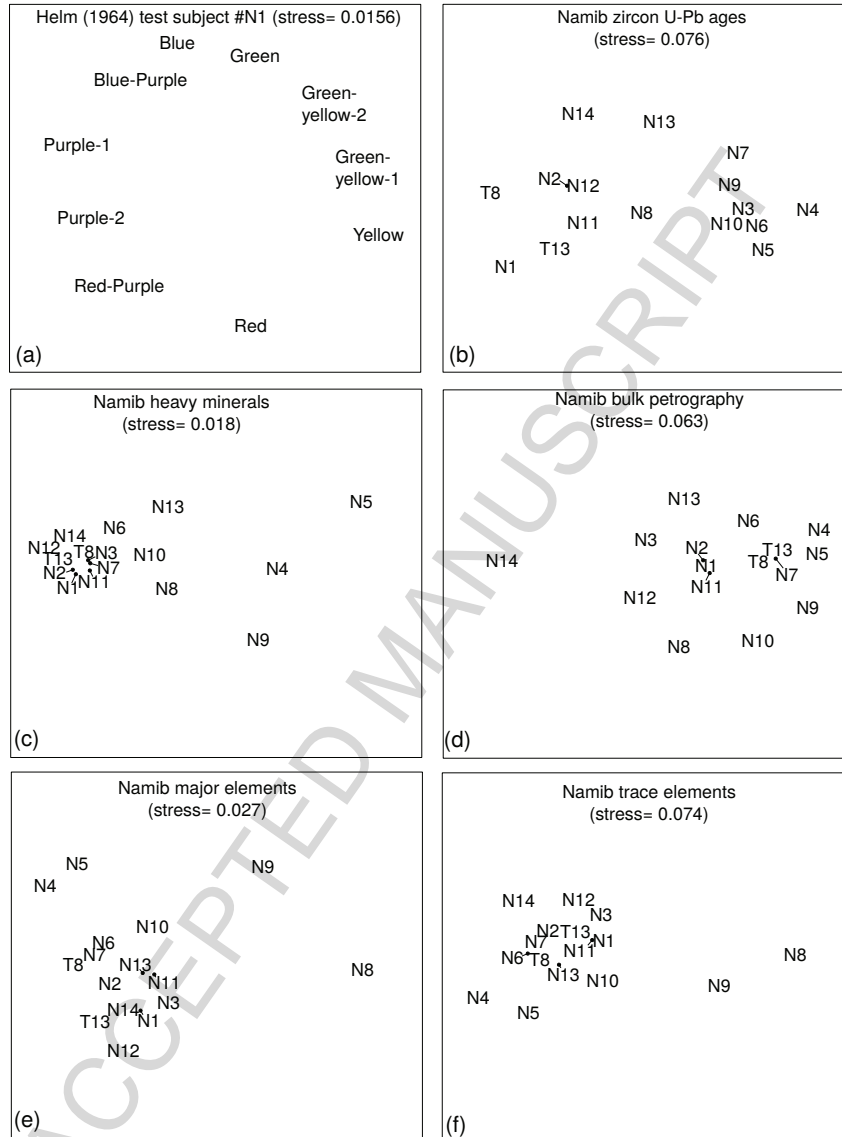 Helm (1964) test subject #N1 (stress= 0.0156)
Blue
Green
Blue-Purple
Green-
yellow-2
Purple-1
Green-
yellow-1
Purple-2
Yellow
Red-Purple
Red
(a)
Namib zircon U-Pb ages
(stress= 0.076)
N14
N13
N7
N2
N12
N9
T8
N3
N4
N8
N11
N10
N6
T13
N5
N1
(b)
Namib heavy minerals
(stress= 0.018)
N5
N13
N6
N14
N12
T8
N3
N10
T13
N7
N4
N2
N11
N1
N8
N9
(c)
Namib bulk petrography
(stress= 0.063)
N13
N6
N4
N3
N2
T13
N5
N14
N1
T8
N7
N11
N12
N9
N8
N10
(d)
Namib major elements
(stress= 0.027)
N5
N9
N4
N10
N6
N7
T8
N13
N8
N2
N11
N3
N14
T13
N1
N12
(e)
Namib trace elements
(stress= 0.074)
N14
N12
N3
N2
T13
N7
N1
N11
N6
T8
N8
N13
N10
N9
N4
N5
(f)
ACCEPTED MANUSCRIPT